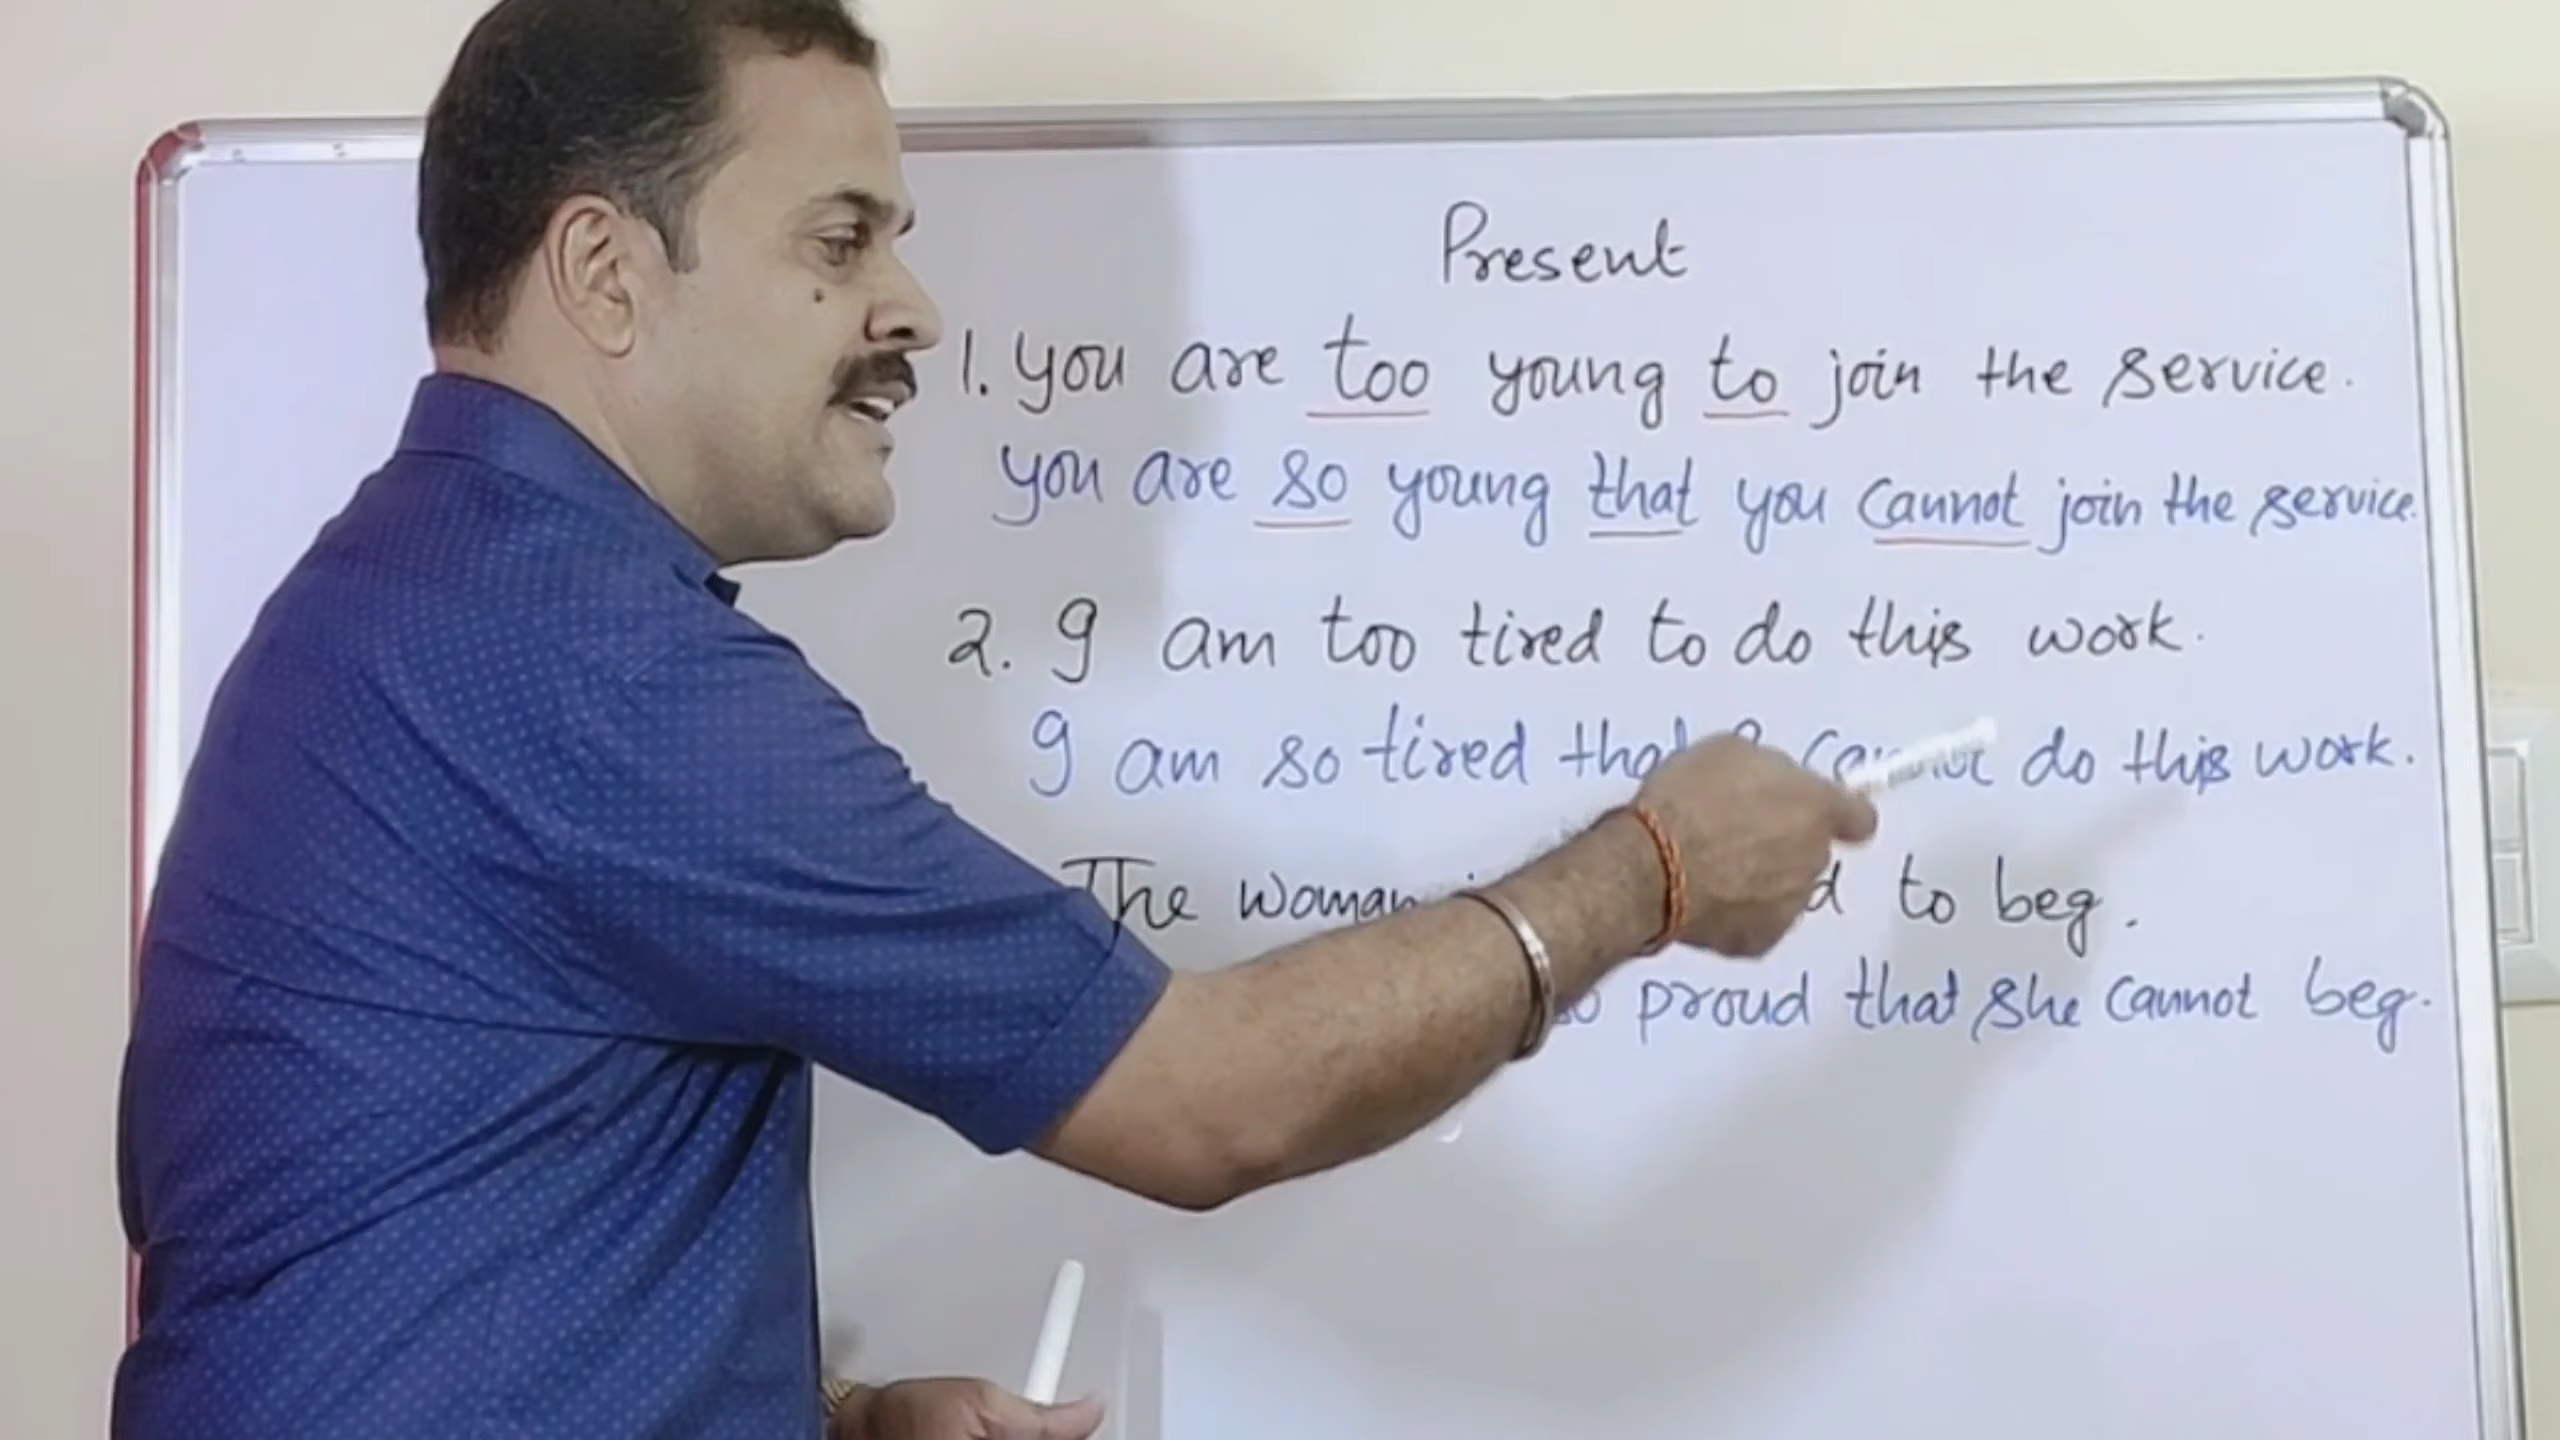 Present
1. you are too young to join the service.
you are so young that you cannot join the service.
2. I am too tired to do this work.
I am so tired that I cannot do this work.
The woman to beg.
so proud that she cannot beg.